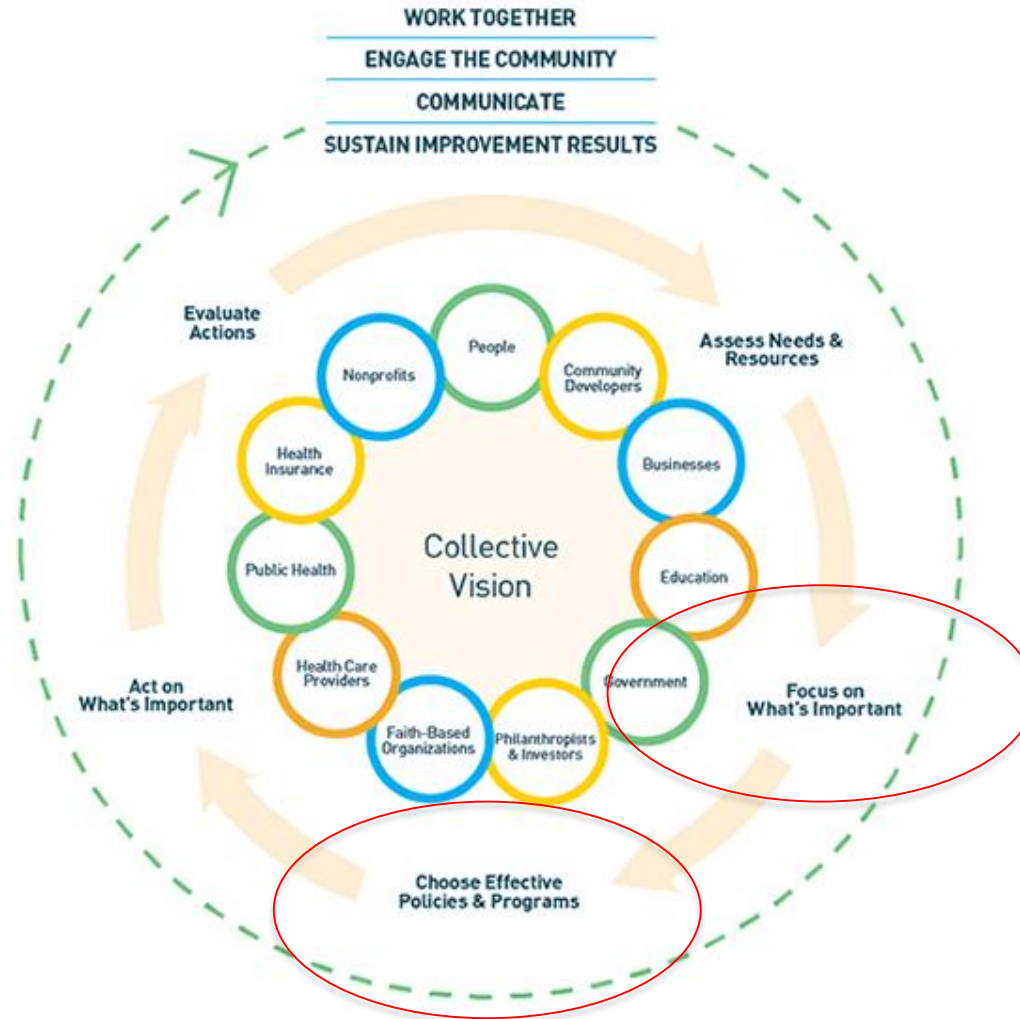 WORK TOGETHER
ENGAGE THE COMMUNITY
COMMUNICATE
SUSTAIN IMPROVEMENT RESULTS
Evaluate
Actions
Assess Needs &
Resources
Focus on
What's Important
Choose Effective
Policies & Programs
Act on
What's Important
People
Community
Developers
Businesses
Education
Government
Philanthropists
& Investors
Faith-Based
Organizations
Health Care
Providers
Public Health
Health
Insurance
Nonprofits
Collective
Vision